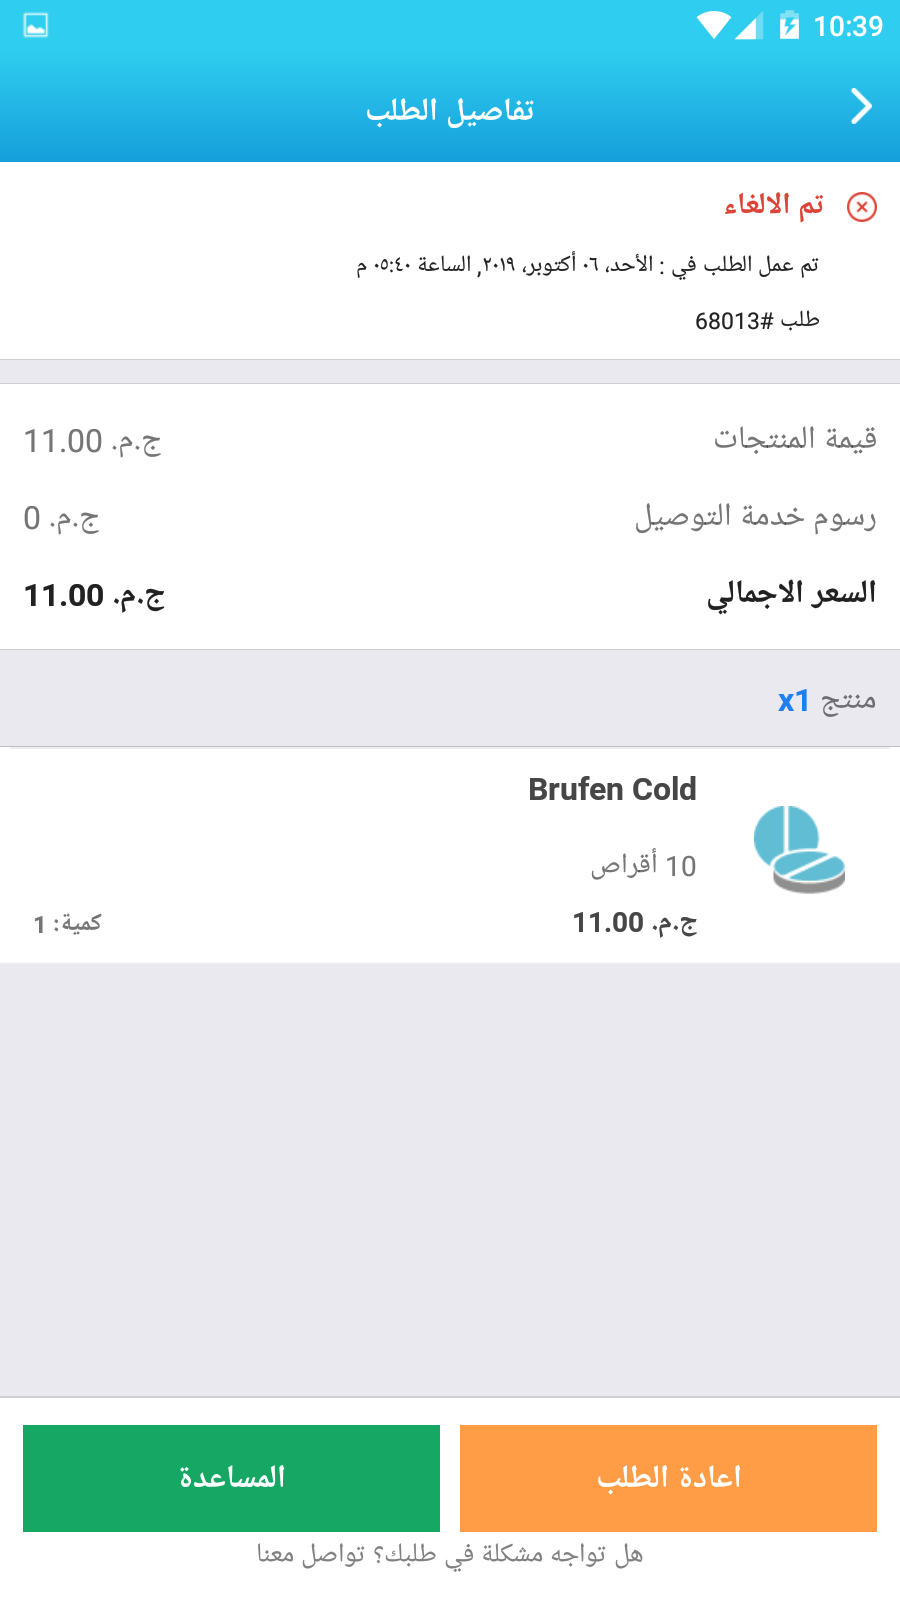 10:39
تفاصيل الطلب
تم الالغاء
تم عمل الطلب في : الأحد، ٠٦ أكتوبر، ٢٠١٩, الساعة ٠٥:٤٠ م
طلب #68013
قيمة المنتجات ج.م. 11.00
رسوم خدمة التوصيل ج.م. 0
السعر الاجمالي ج.م. 11.00
منتج x1
Brufen Cold
10 أقراص
ج.م. 11.00 كمية: 1
اعادة الطلب المساعدة
هل تواجه مشكلة في طلبك؟ تواصل معنا